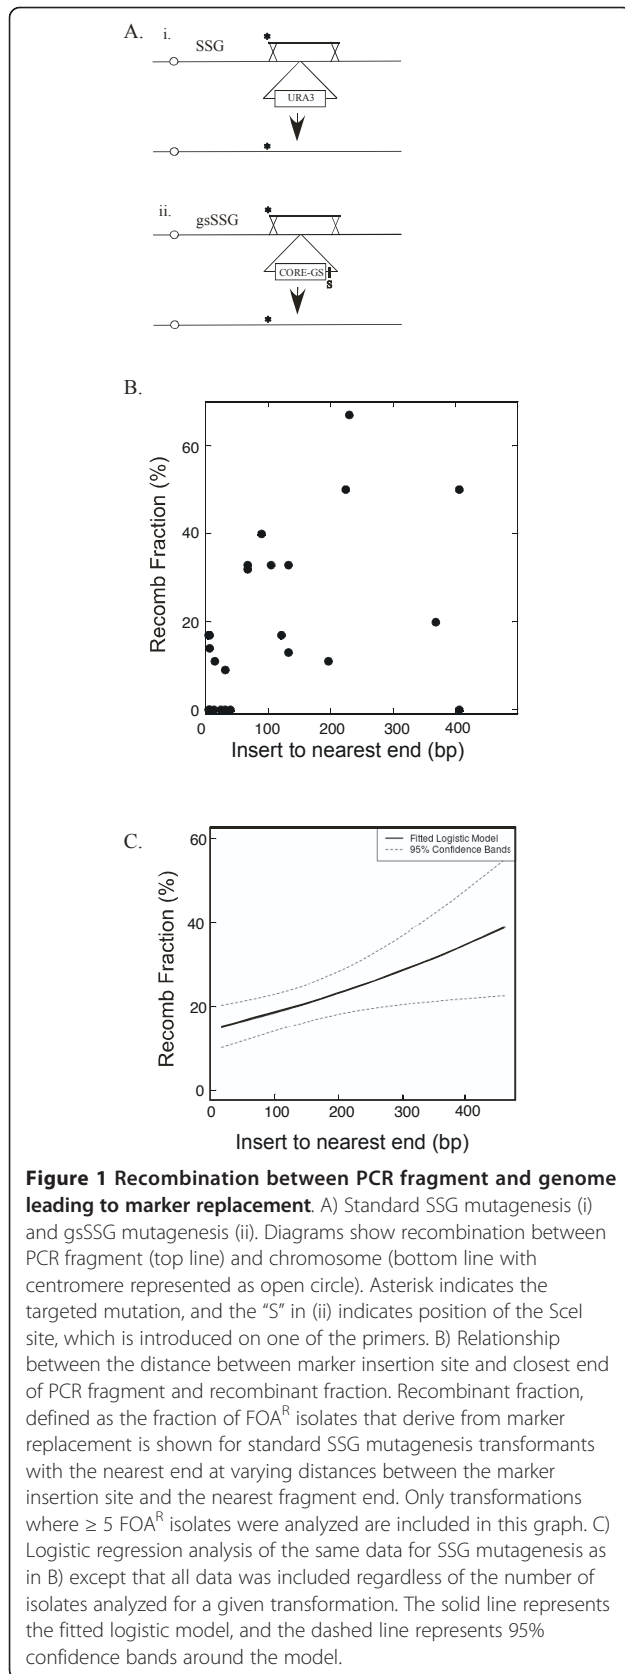 A.
i.
SSG
*
URA3
*
ii.
gsSSG
*
CORE-GS
S
*
B.
Recomb Fraction (%)
60
40
20
0
0 100 200 300 400
Insert to nearest end (bp)
C.
Fitted Logistic Model
95% Confidence Bands
Recomb Fraction (%)
60
40
20
0
0 100 200 300 400
Insert to nearest end (bp)
Figure 1 Recombination between PCR fragment and genome
leading to marker replacement. A) Standard SSG mutagenesis (i)
and gsSSG mutagenesis (ii). Diagrams show recombination between
PCR fragment (top line) and chromosome (bottom line with
centromere represented as open circle). Asterisk indicates the
targeted mutation, and the “S” in (ii) indicates position of the SceI
site, which is introduced on one of the primers. B) Relationship
between the distance between marker insertion site and closest end
of PCR fragment and recombinant fraction. Recombinant fraction,
defined as the fraction of FOA^R isolates that derive from marker
replacement is shown for standard SSG mutagenesis transformants
with the nearest end at varying distances between the marker
insertion site and the nearest fragment end. Only transformations
where ≥ 5 FOA^R isolates were analyzed are included in this graph. C)
Logistic regression analysis of the same data for SSG mutagenesis as
in B) except that all data was included regardless of the number of
isolates analyzed for a given transformation. The solid line represents
the fitted logistic model, and the dashed line represents 95%
confidence bands around the model.